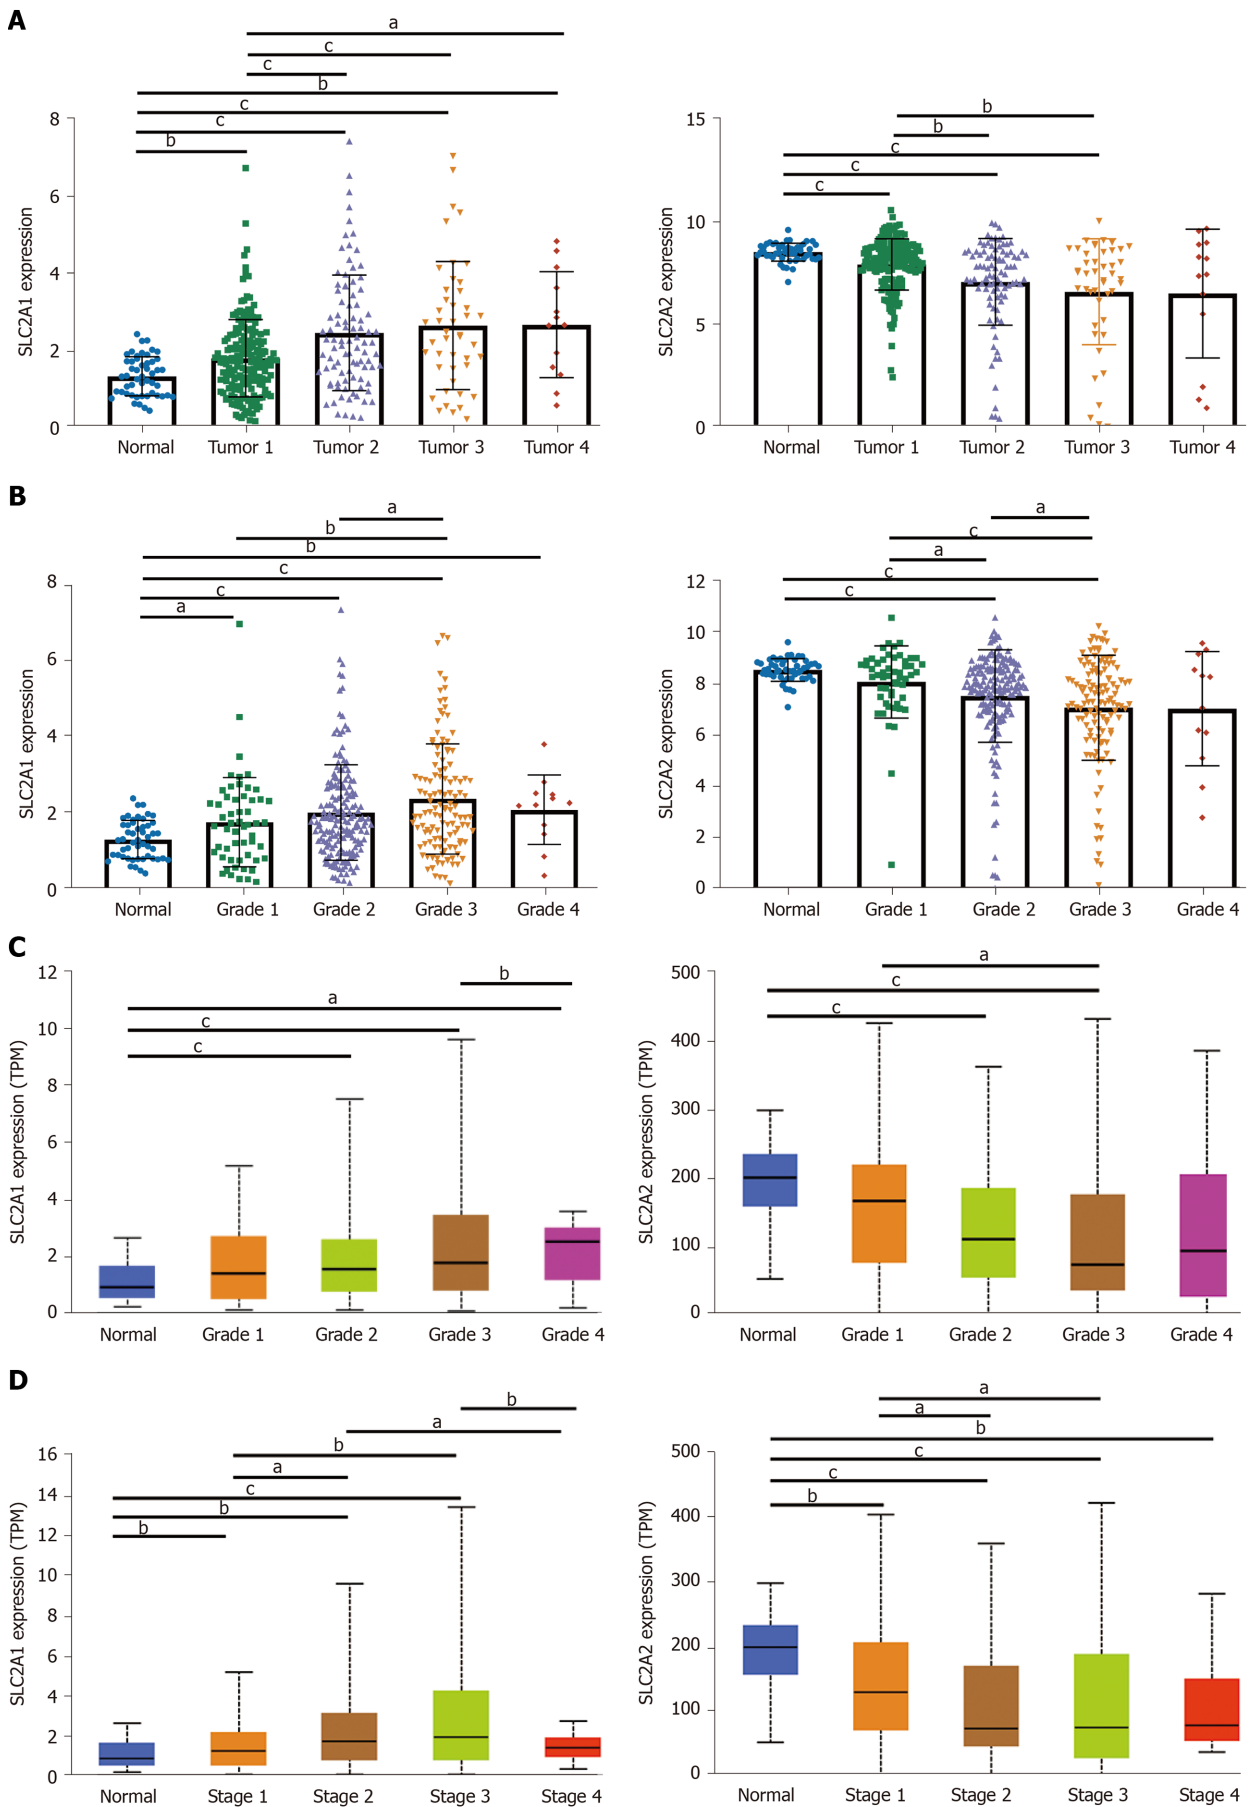 A
a
c
c
b
c
c
b
8
6
4
2
0
SLC2A1 expression
Normal Tumor 1 Tumor 2 Tumor 3 Tumor 4
b
b
c
c
c
15
10
5
0
SLC2A2 expression
Normal Tumor 1 Tumor 2 Tumor 3 Tumor 4
B
a
b
b
c
c
a
8
6
4
2
0
SLC2A1 expression
Normal Grade 1 Grade 2 Grade 3 Grade 4
a
c
a
c
c
12
10
8
6
4
2
0
SLC2A2 expression
Normal Grade 1 Grade 2 Grade 3 Grade 4
C
b
a
c
c
12
10
8
6
4
2
0
SLC2A1 expression (TPM)
Normal Grade 1 Grade 2 Grade 3 Grade 4
a
c
c
500
400
300
200
100
0
SLC2A2 expression (TPM)
Normal Grade 1 Grade 2 Grade 3 Grade 4
D
b
a
b
a
c
b
b
16
14
12
10
8
6
4
2
0
SLC2A1 expression (TPM)
Normal Stage 1 Stage 2 Stage 3 Stage 4
a
a
b
c
c
b
500
400
300
200
100
0
SLC2A2 expression (TPM)
Normal Stage 1 Stage 2 Stage 3 Stage 4